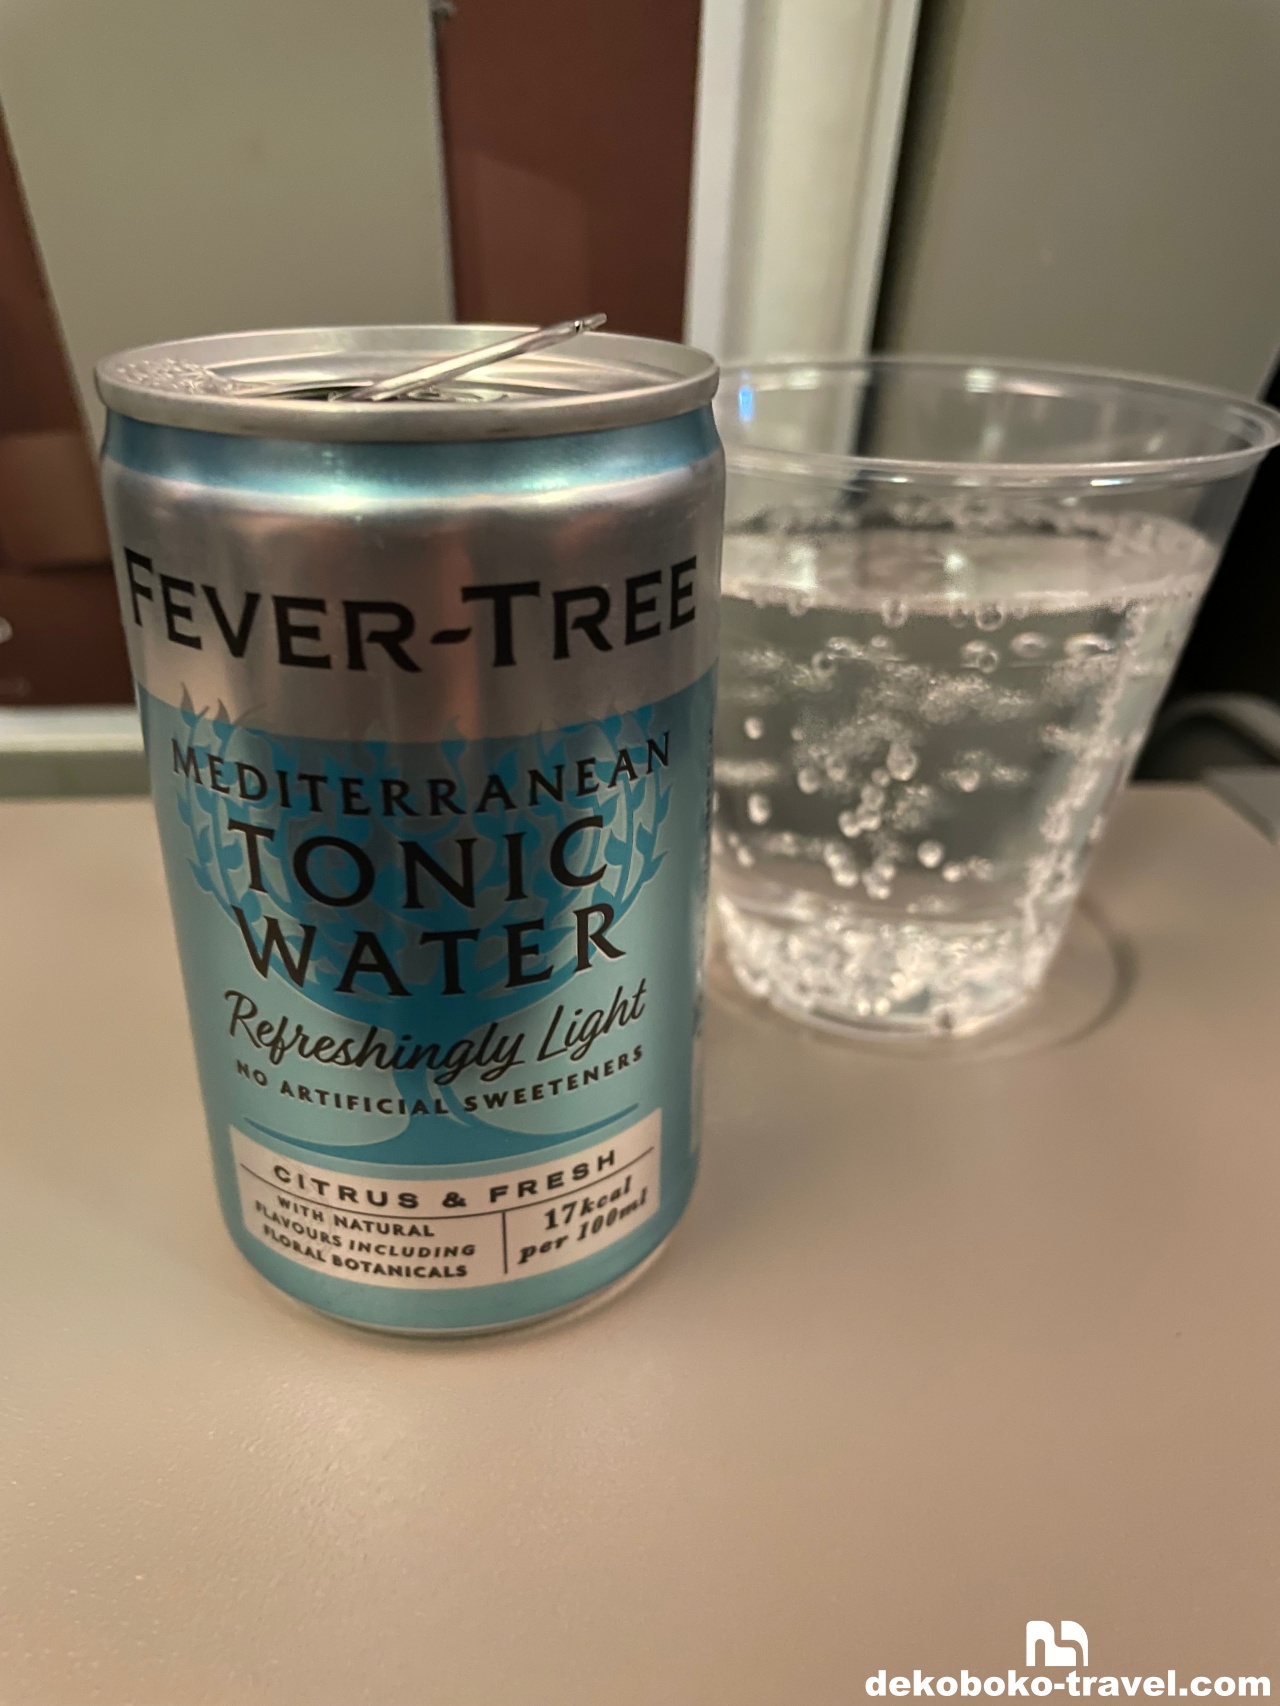 FEVER-TREE
MEDITERRANEAN
TONIC
WATER
Refreshingly Light
NO ARTIFICIAL SWEETENERS
CITRUS & FRESH
WITH NATURAL
FLAVOURS INCLUDING
FLORAL BOTANICALS
17kcal
per 100ml
dekoboko-travel.com